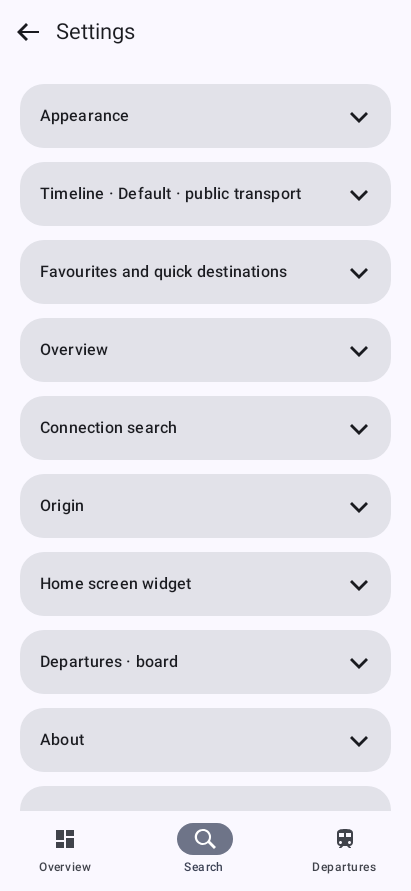 Settings
Appearance
Timeline · Default · public transport
Favourites and quick destinations
Overview
Connection search
Origin
Home screen widget
Departures · board
About
Overview
Search
Departures